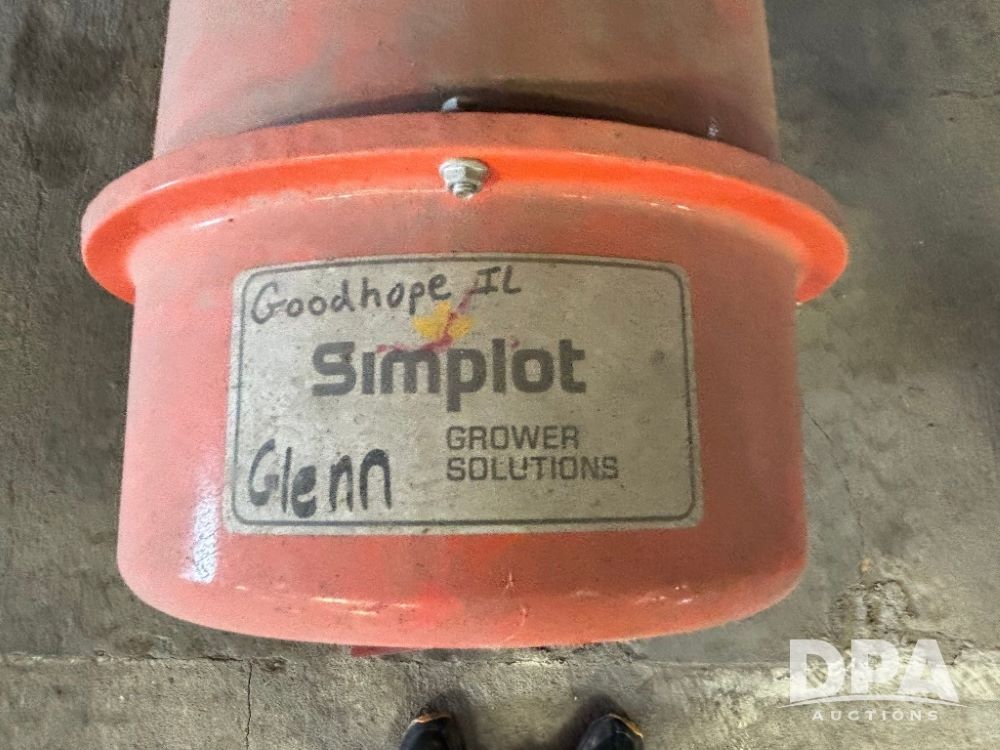 Goodhope IL
Simplot
GROWER
SOLUTIONS
Glenn
DPA
AUCTIONS